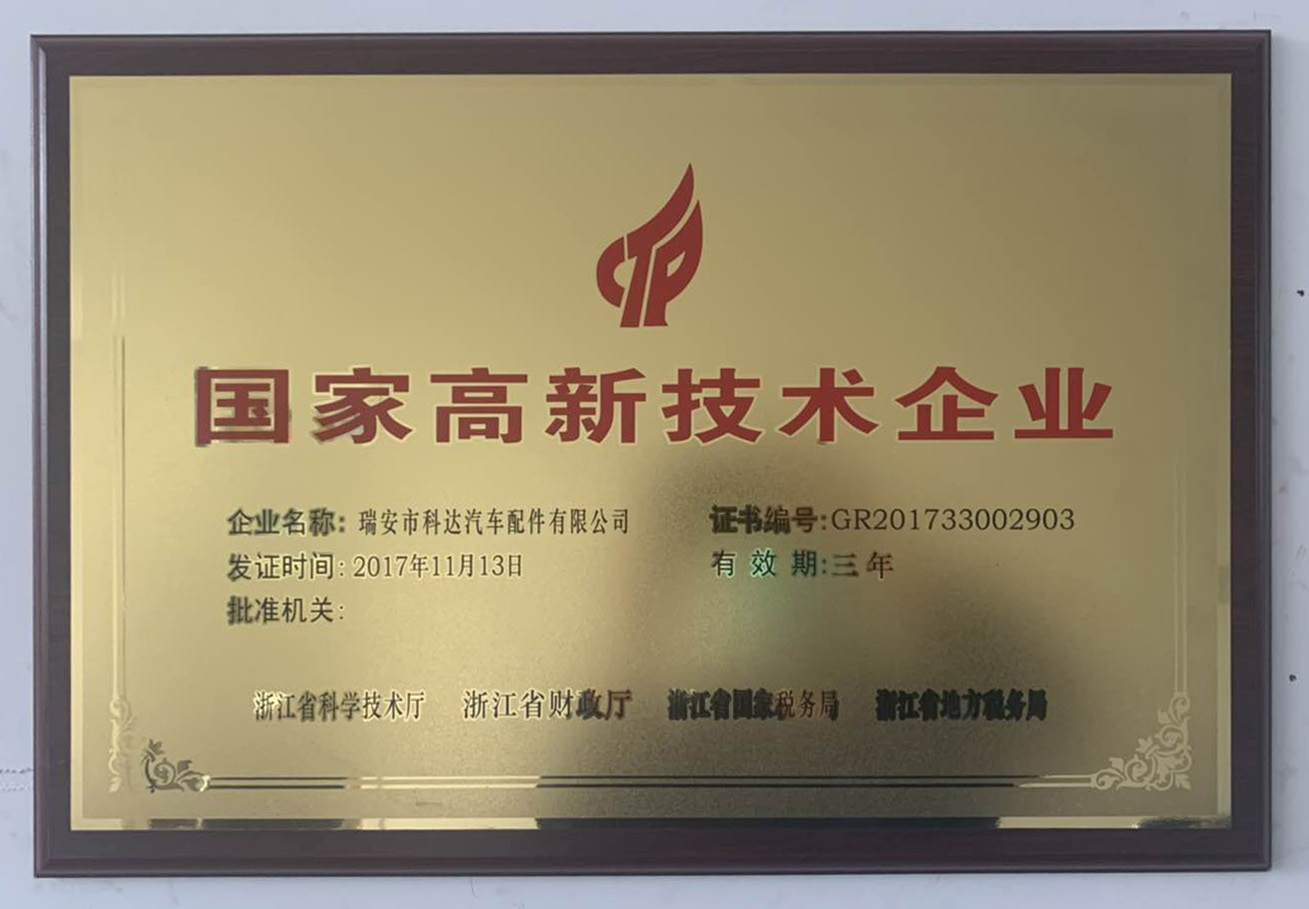 CTP
国家高新技术企业
企业名称: 瑞安市科达汽车配件有限公司 证书编号:GR201733002903
发证时间: 2017年11月13日 有效期:三年
批准机关:
浙江省科学技术厅 浙江省财政厅 浙江省国家税务局 浙江省地方税务局